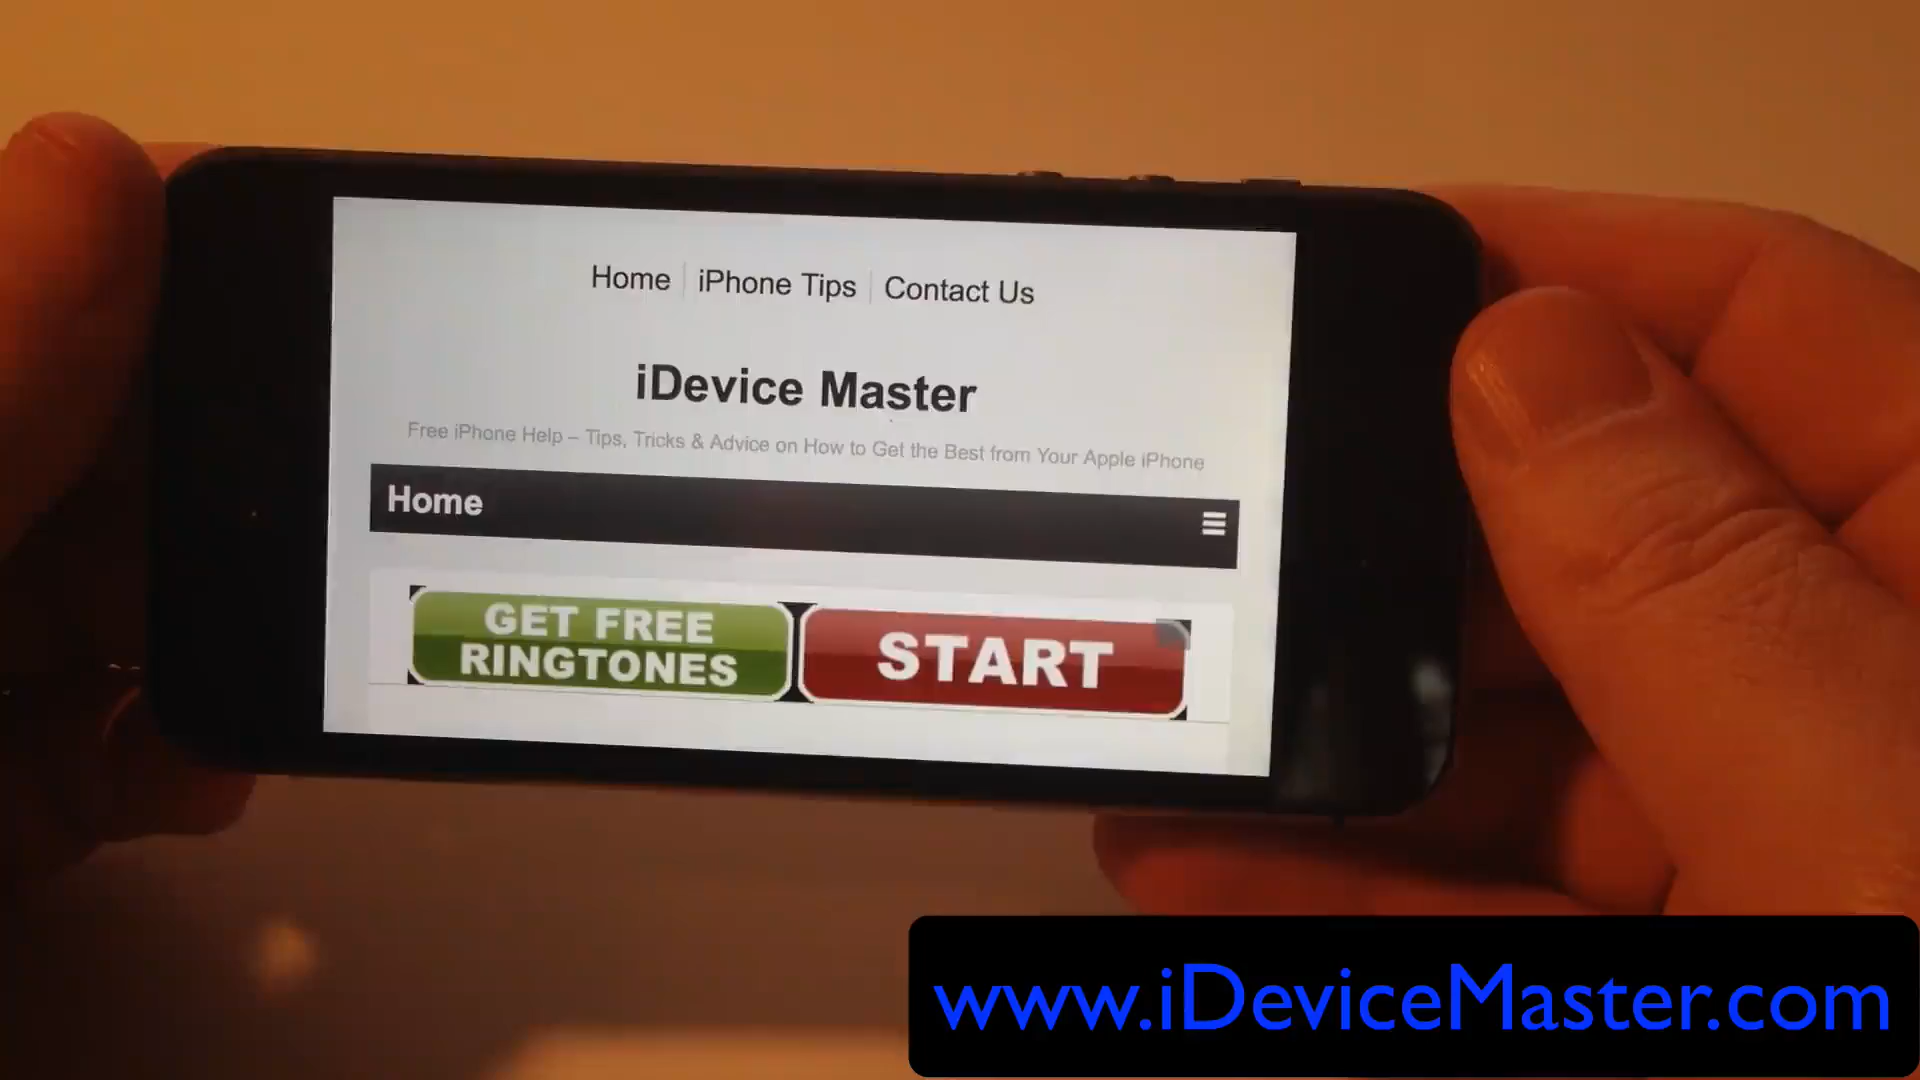 Home iPhone Tips Contact Us
iDevice Master
Free iPhone Help – Tips, Tricks & Advice on How to Get the Best from Your Apple iPhone
Home
GET FREE
RINGTONES
START
www.iDeviceMaster.com